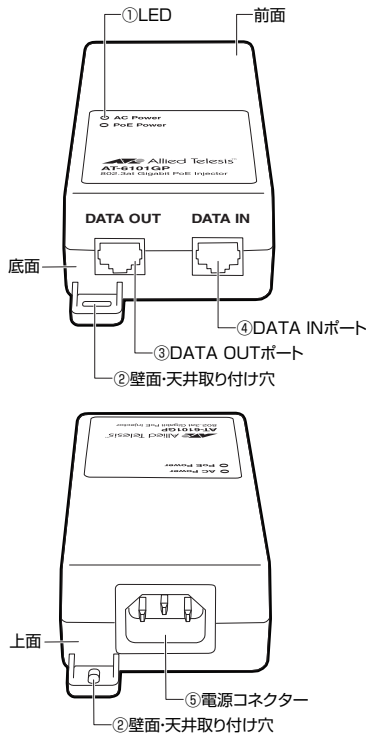 ①LED
前面
AC Power
PoE Power
Allied Telesis
AT-6101GP
802.3at Gigabit PoE Injector
DATA OUT DATA IN
底面
④DATA INポート
③DATA OUTポート
②壁面・天井取り付け穴
802.3at Gigabit PoE Injector
AT-6101GP
Allied Telesis
PoE Power
AC Power
上面
⑤電源コネクター
②壁面・天井取り付け穴